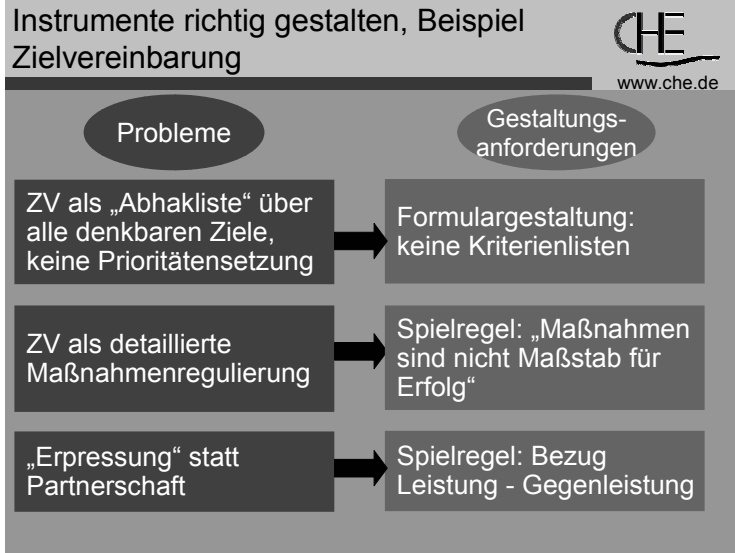 Instrumente richtig gestalten, Beispiel
Zielvereinbarung
CHE
www.che.de
Probleme
Gestaltungs-
anforderungen
ZV als „Abhakliste“ über
alle denkbaren Ziele,
keine Prioritätensetzung
Formulargestaltung:
keine Kriterienlisten
ZV als detaillierte
Maßnahmenregulierung
Spielregel: „Maßnahmen
sind nicht Maßstab für
Erfolg“
„Erpressung“ statt
Partnerschaft
Spielregel: Bezug
Leistung - Gegenleistung